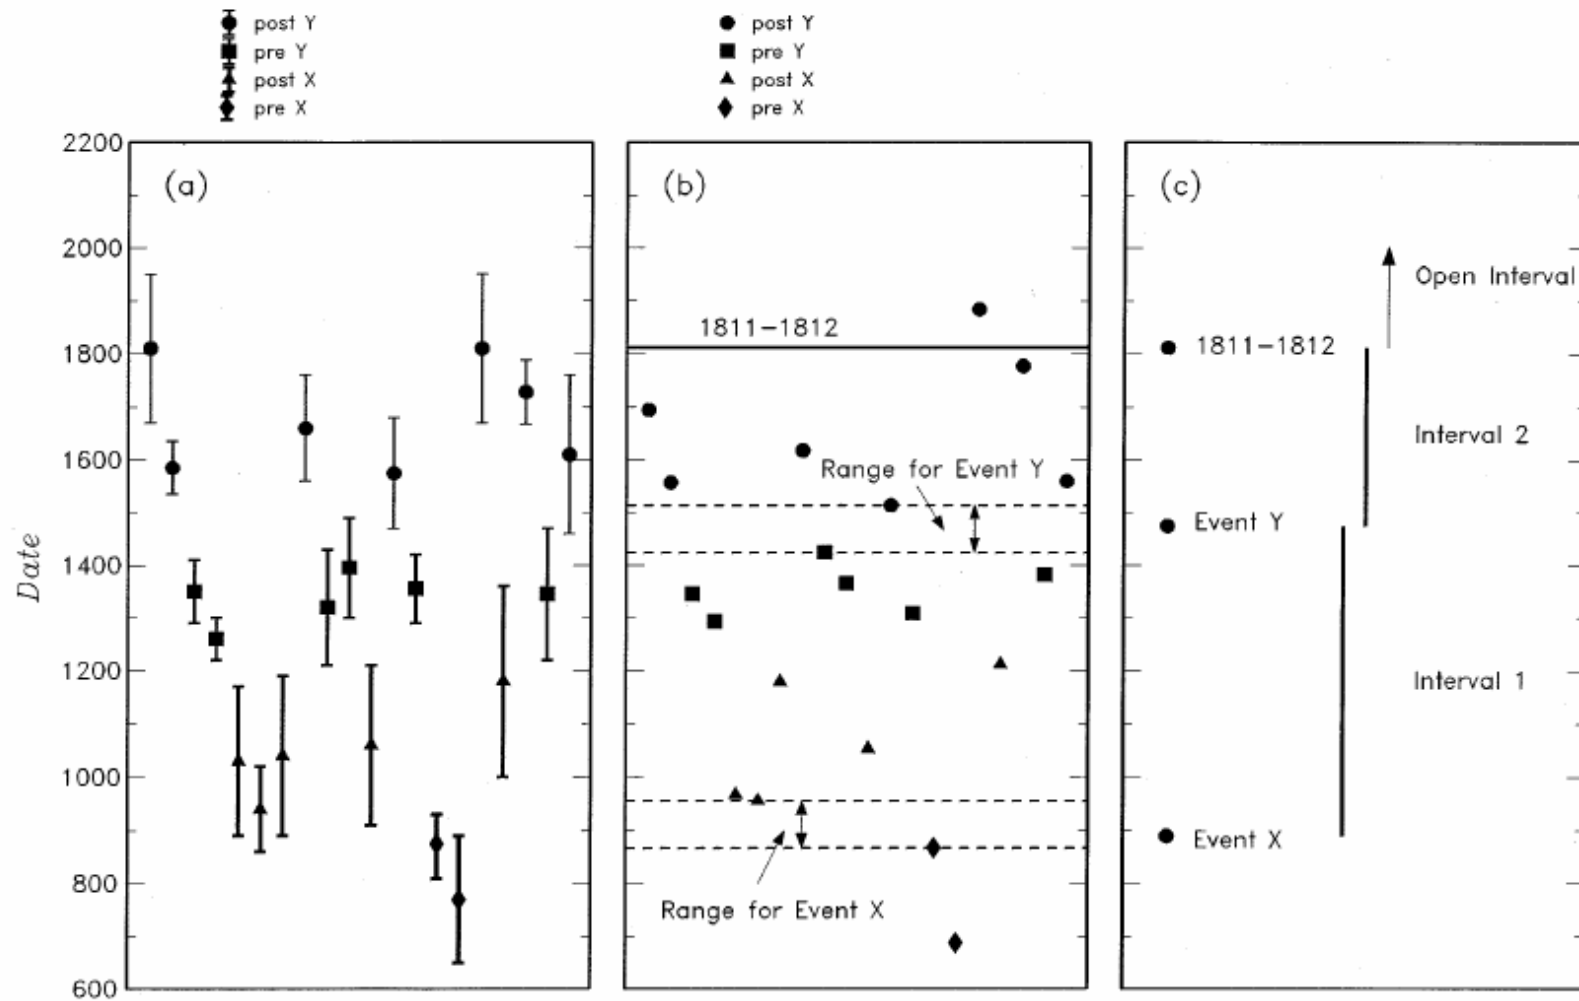 post Y
pre Y
post X
pre X
post Y
pre Y
post X
pre X
Date
2200
2000
1800
1600
1400
1200
1000
800
600
(a)
(b)
1811-1812
Range for Event Y
Range for Event X
(c)
Open Interval
1811-1812
Interval 2
Event Y
Interval 1
Event X